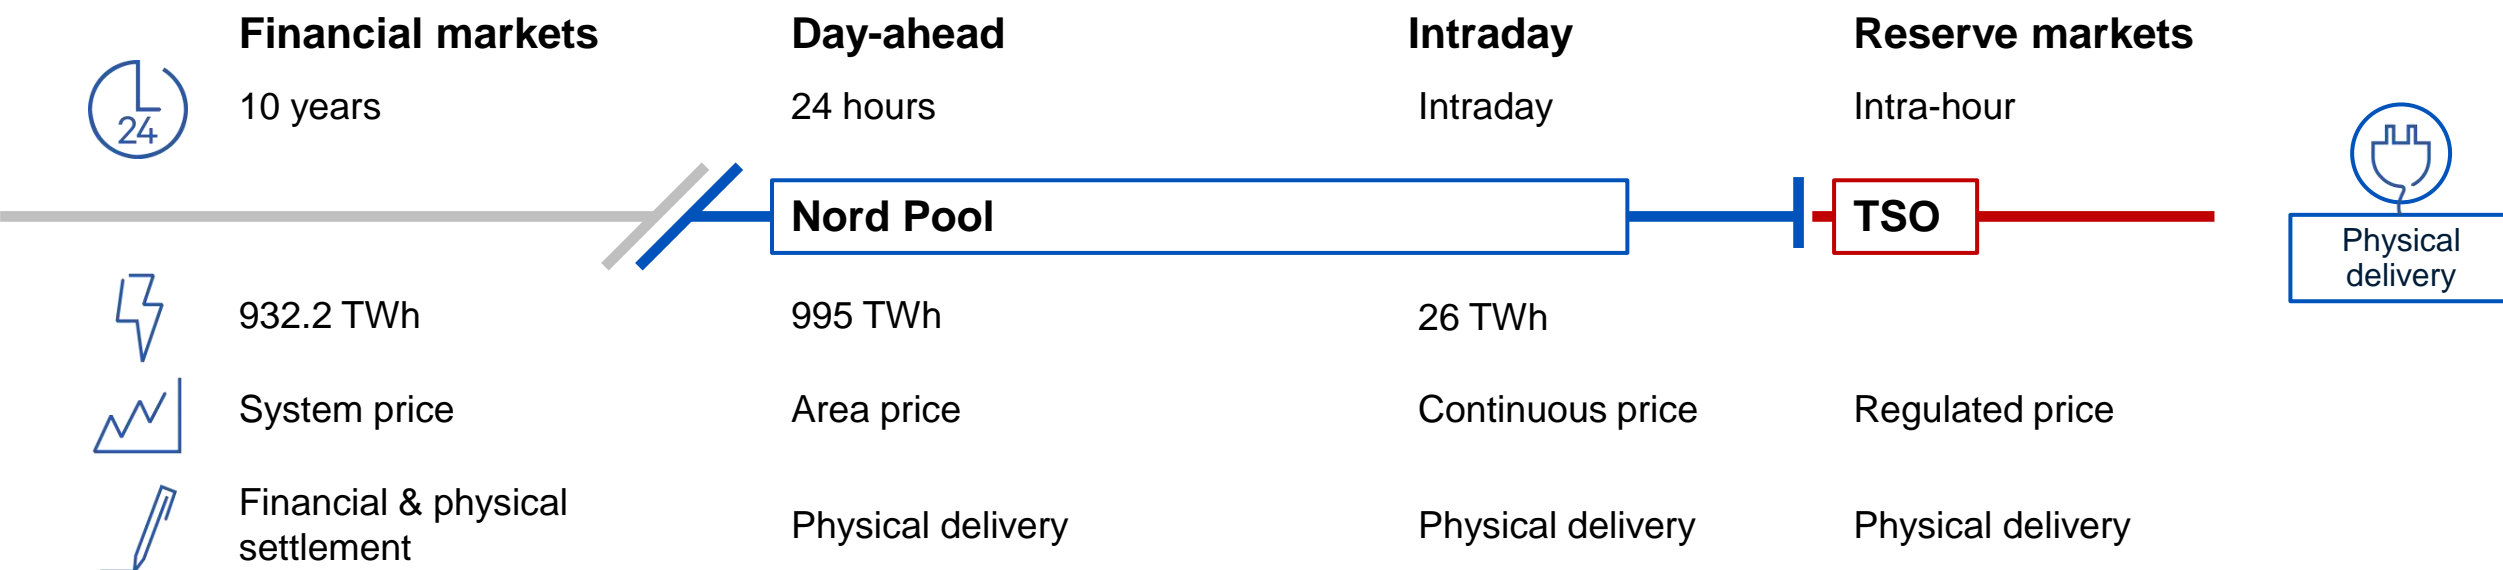 Financial markets
Day-ahead
Intraday
Reserve markets
24
10 years
24 hours
Intraday
Intra-hour
Nord Pool
TSO
Physical
delivery
932.2 TWh
995 TWh
26 TWh
System price
Area price
Continuous price
Regulated price
Financial & physical
settlement
Physical delivery
Physical delivery
Physical delivery